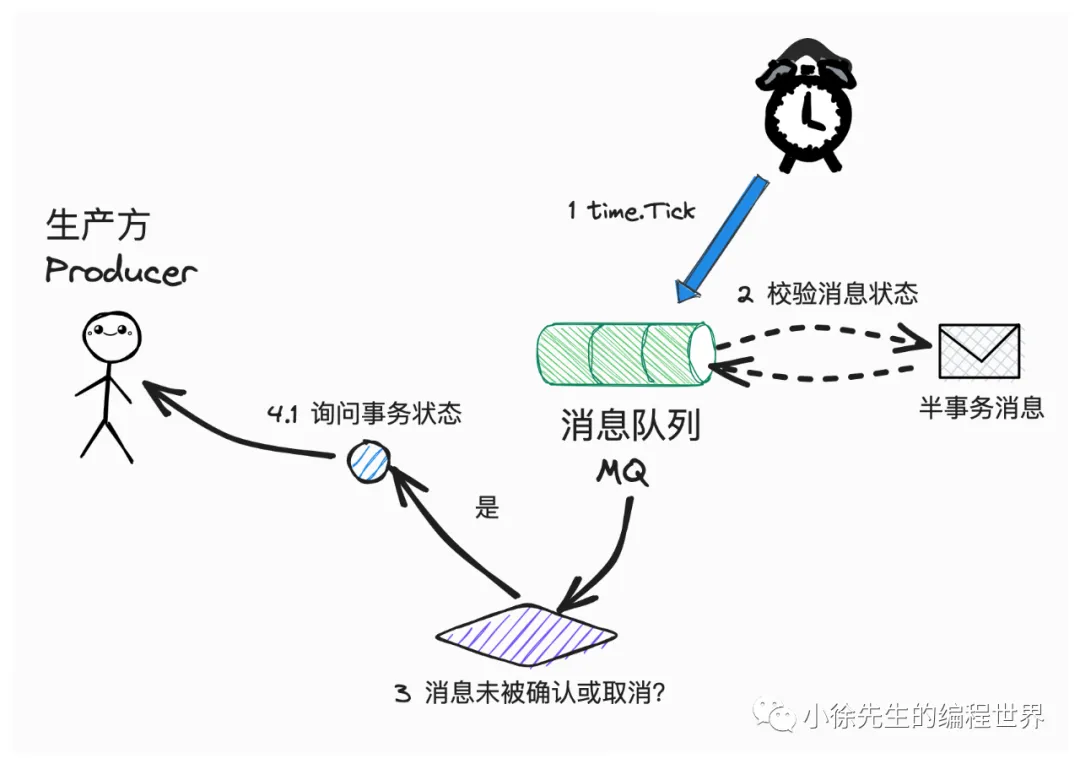 1 time.Tick
生产方
Producer
2 校验消息状态
半事务消息
4.1 询问事务状态
消息队列
MQ
是
3 消息未被确认或取消?
小徐先生的编程世界